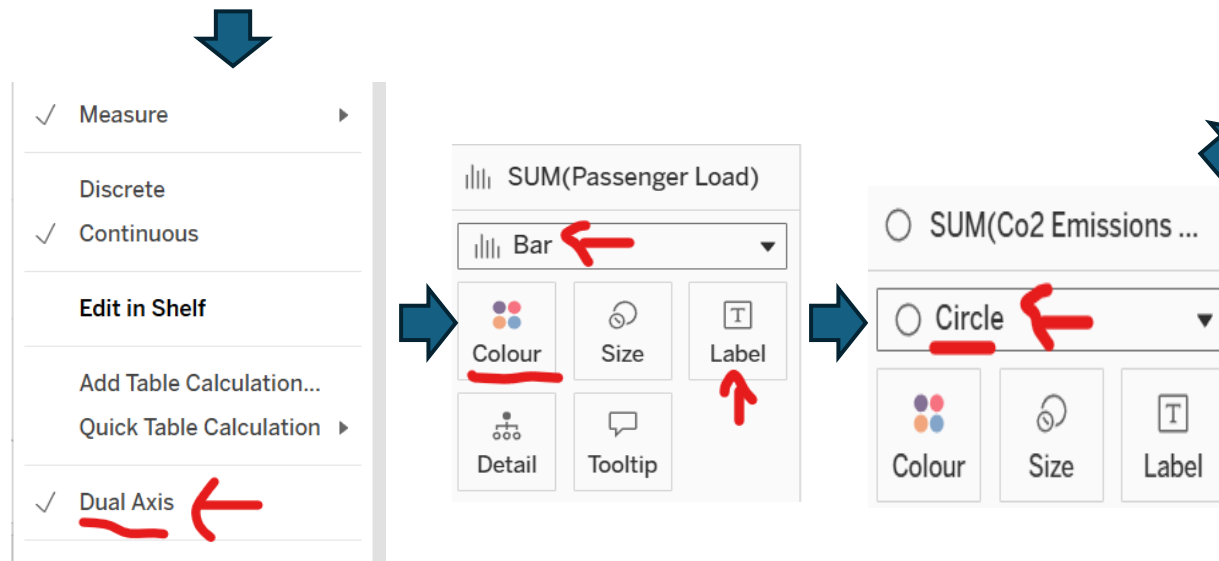 Measure
Discrete
Continuous
Edit in Shelf
Add Table Calculation...
Quick Table Calculation
Dual Axis
SUM(Passenger Load)
Bar
Colour
Size
Label
Detail
Tooltip
SUM(Co2 Emissions ...
Circle
Colour
Size
Label